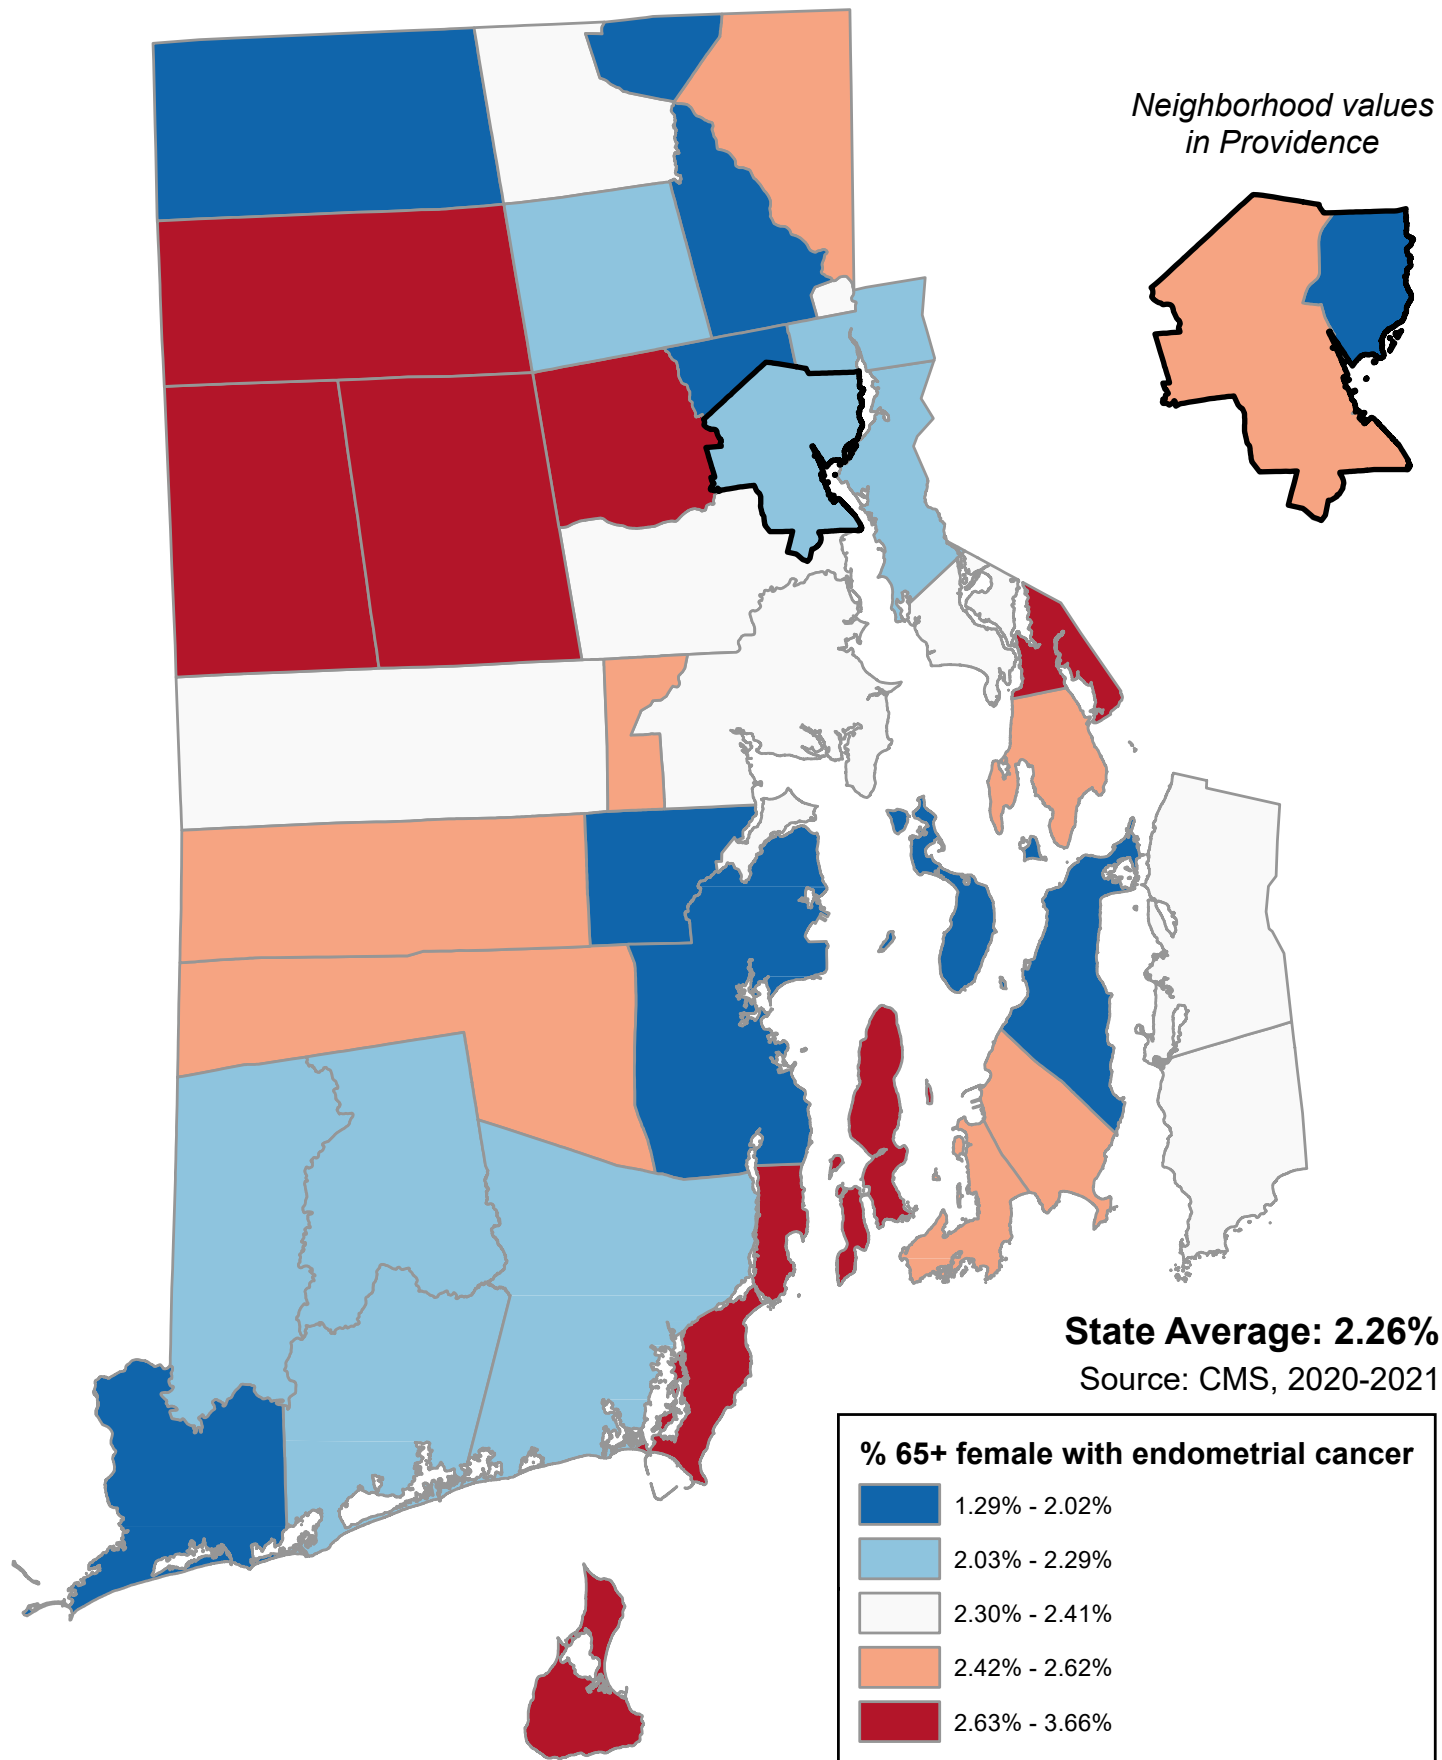 Neighborhood values
in Providence
State Average: 2.26%
Source: CMS, 2020-2021
% 65+ female with endometrial cancer
1.29% - 2.02%
2.03% - 2.29%
2.30% - 2.41%
2.42% - 2.62%
2.63% - 3.66%